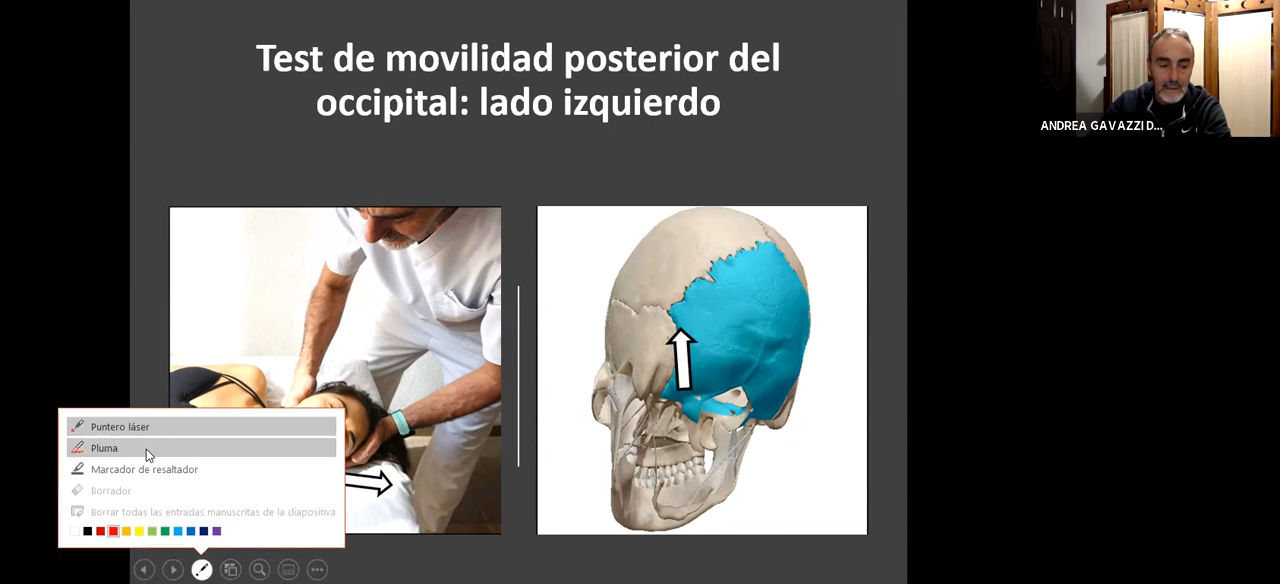 Test de movilidad posterior del
occipital: lado izquierdo
ANDREA GAVAZZI D...
Puntero láser
Pluma
Marcador de resaltador
Borrador
Borrar todas las entradas manuscritas de la diapositiva